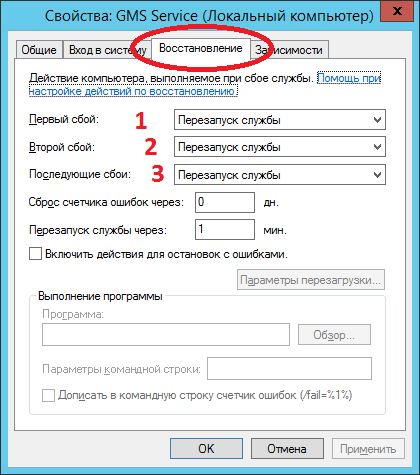 Свойства: GMS Service (Локальный компьютер)
Общие Вход в систему Восстановление Зависимости
Действие компьютера, выполняемое при сбое службы. Помощь при
настройке действий по восстановлению.
Первый сбой: 1 Перезапуск службы
Второй сбой: 2 Перезапуск службы
Последующие сбои: 3 Перезапуск службы
Сброс счетчика ошибок через: 0 дн.
Перезапуск службы через: 1 мин.
Включить действия для остановок с ошибками.
Параметры перезагрузки...
Выполнение программы
Программа:
Обзор...
Параметры командной строки:
Дописать в командную строку счетчик ошибок (/fail=%1%)
OK Отмена Применить